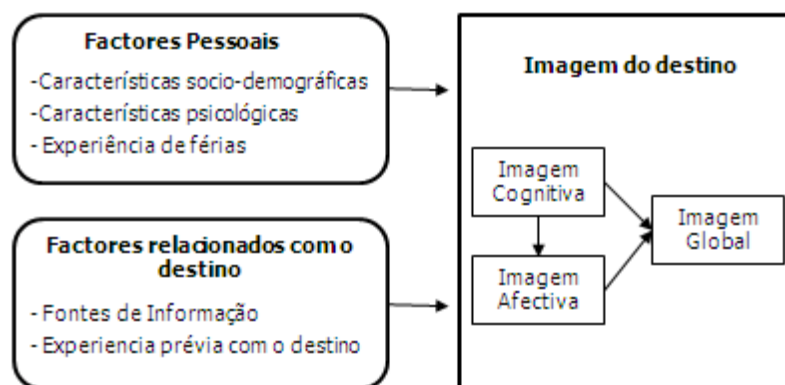 Factores Pessoais
-Características socio-demográficas
-Características psicológicas
- Experiência de férias
Factores relacionados com o
destino
- Fontes de Informação
- Experiencia prévia com o destino
Imagem do destino
Imagem
Cognitiva
Imagem
Afectiva
Imagem
Global